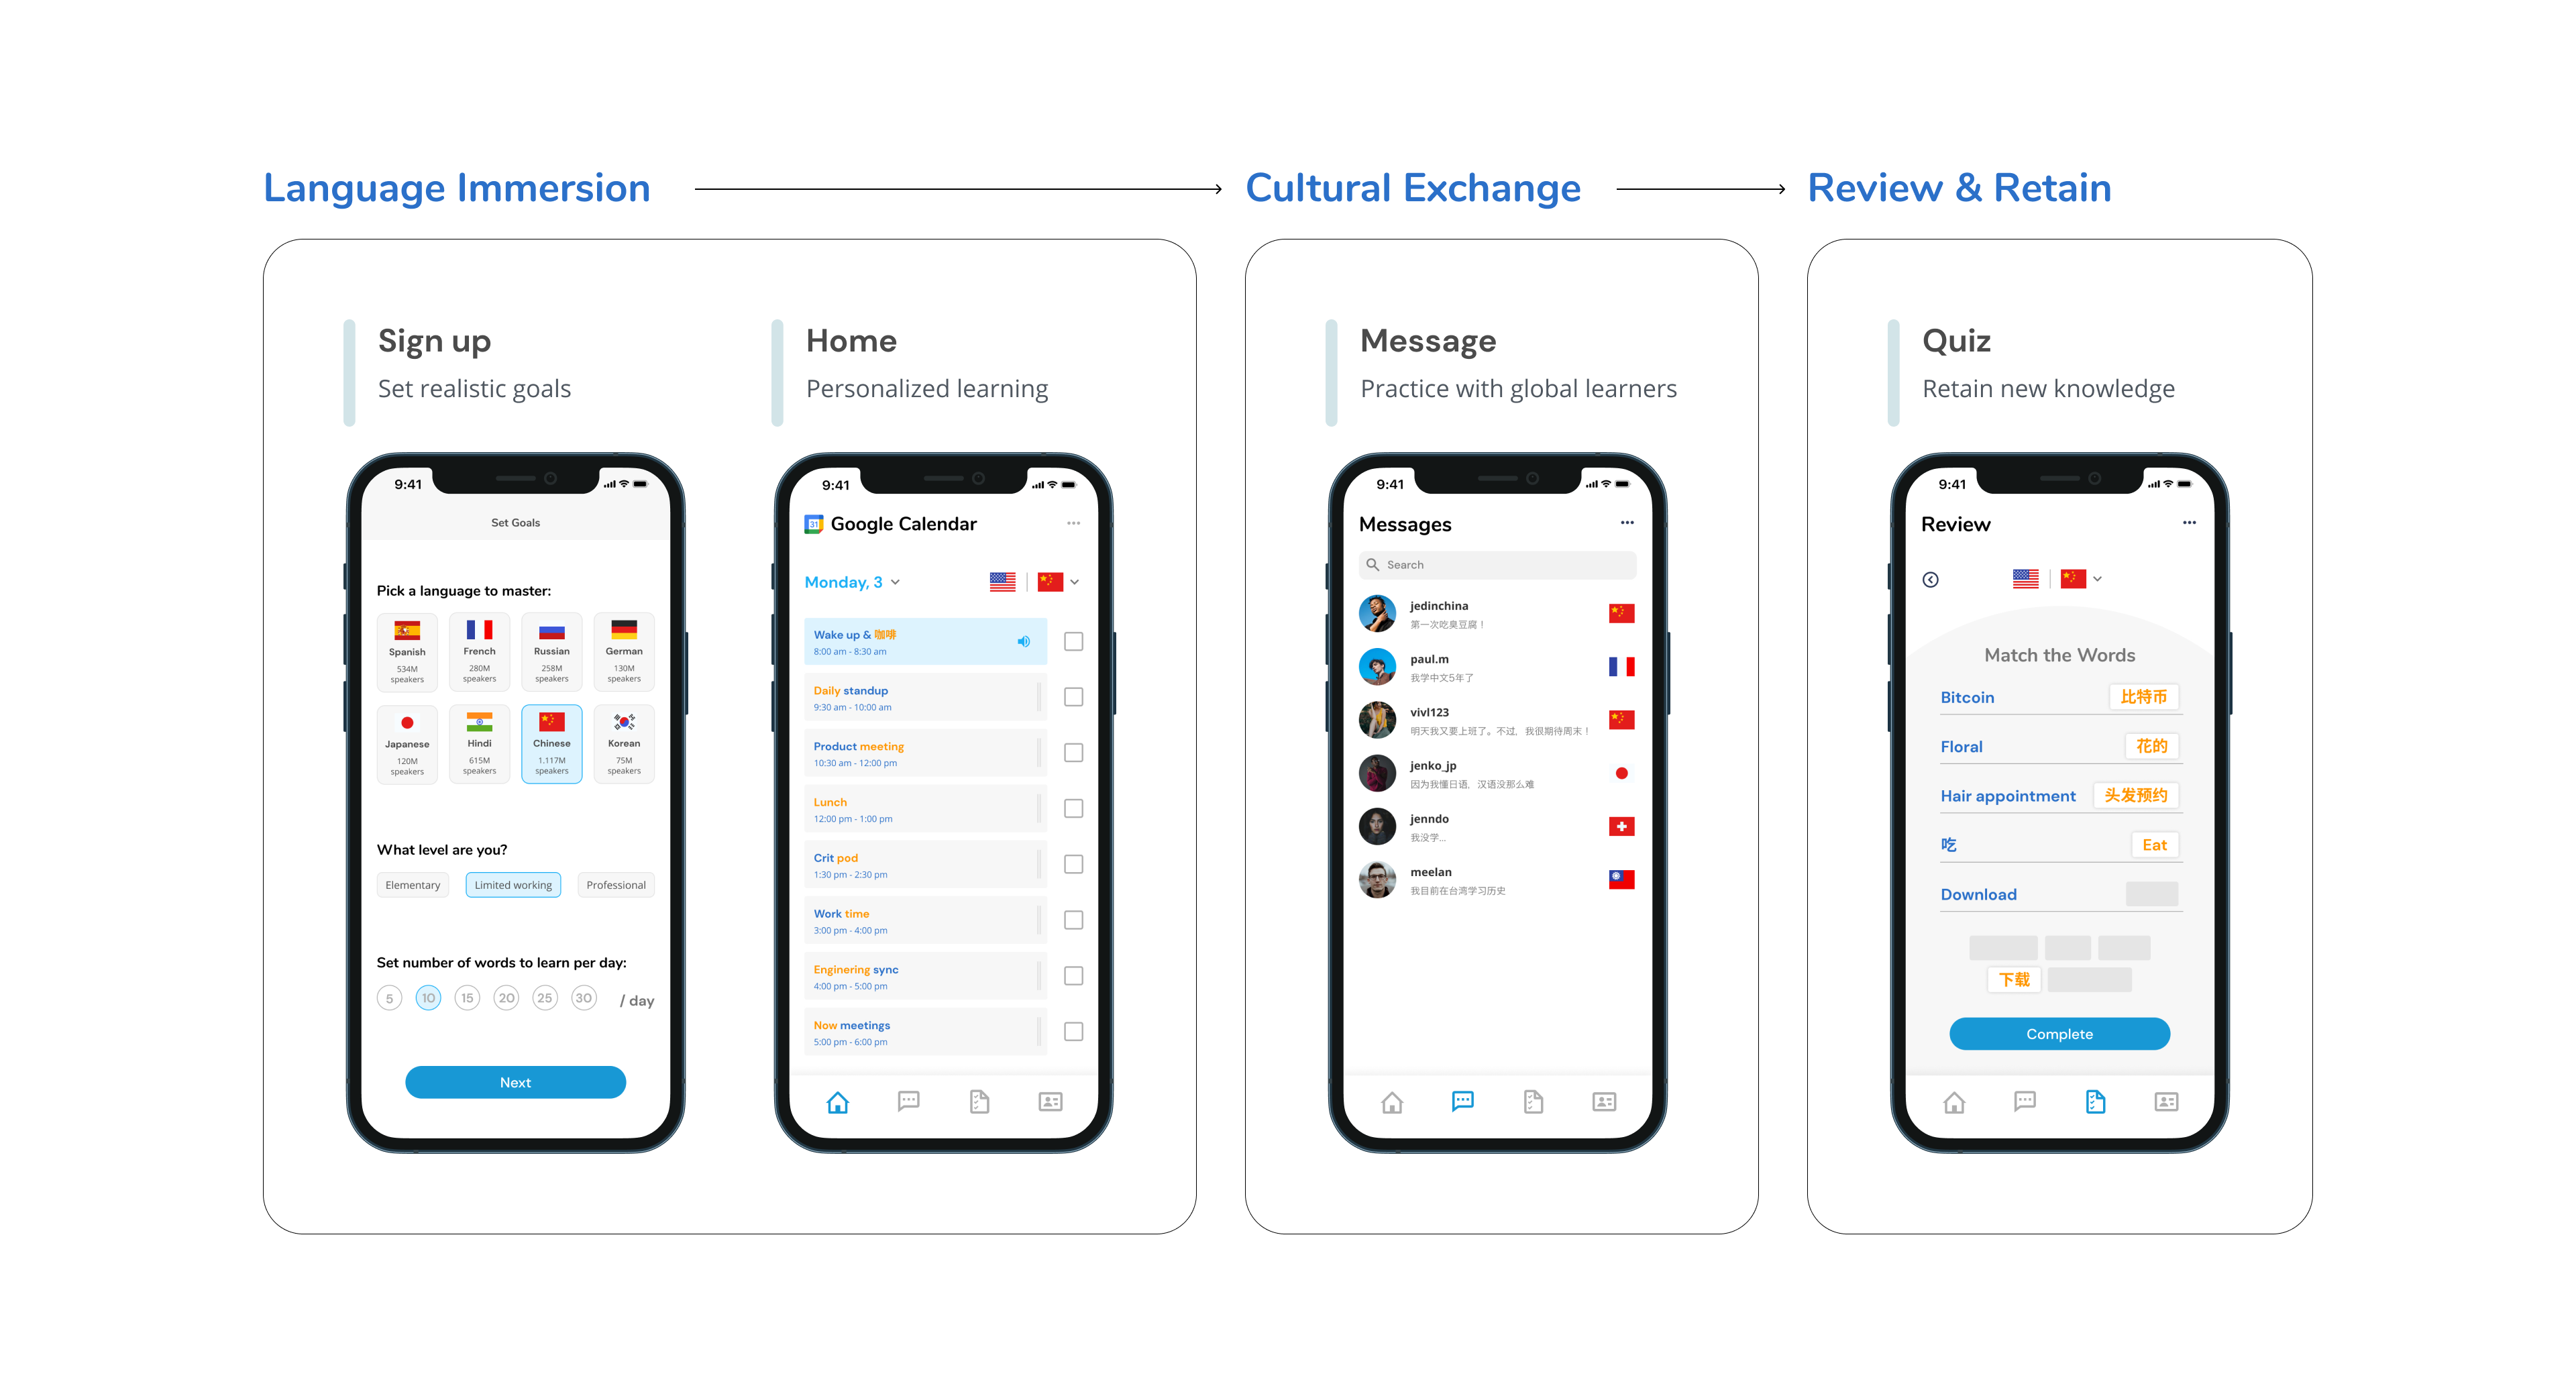 Language Immersion
Cultural Exchange
Review & Retain
Sign up
Set realistic goals
9:41
Set Goals
Pick a language to master:
Spanish
534M
speakers
French
280M
speakers
Russian
258M
speakers
German
130M
speakers
Japanese
120M
speakers
Hindi
615M
speakers
Chinese
1.117M
speakers
Korean
75M
speakers
What level are you?
Elementary
Limited working
Professional
Set number of words to learn per day:
5 10 15 20 25 30 / day
Next
Home
Personalized learning
9:41
31 Google Calendar
Monday, 3
Wake up & 咖啡
8:00 am - 8:30 am
Daily standup
9:30 am - 10:00 am
Product meeting
10:30 am - 12:00 pm
Lunch
12:00 pm - 1:00 pm
Crit pod
1:30 pm - 2:30 pm
Work time
3:00 pm - 4:00 pm
Enginering sync
4:00 pm - 5:00 pm
Now meetings
5:00 pm - 6:00 pm
Message
Practice with global learners
9:41
Messages
Search
jedinchina
第一次吃臭豆腐！
paul.m
我学中文5年了
vivl123
明天我又要上班了。不过，我很期待周末！
jenko_jp
因为我懂日语，汉语没那么难
jenndo
我没学...
meelan
我目前在台湾学习历史
Quiz
Retain new knowledge
9:41
Review
Match the Words
Bitcoin 比特币
Floral 花的
Hair appointment 头发预约
吃 Eat
Download
下载
Complete